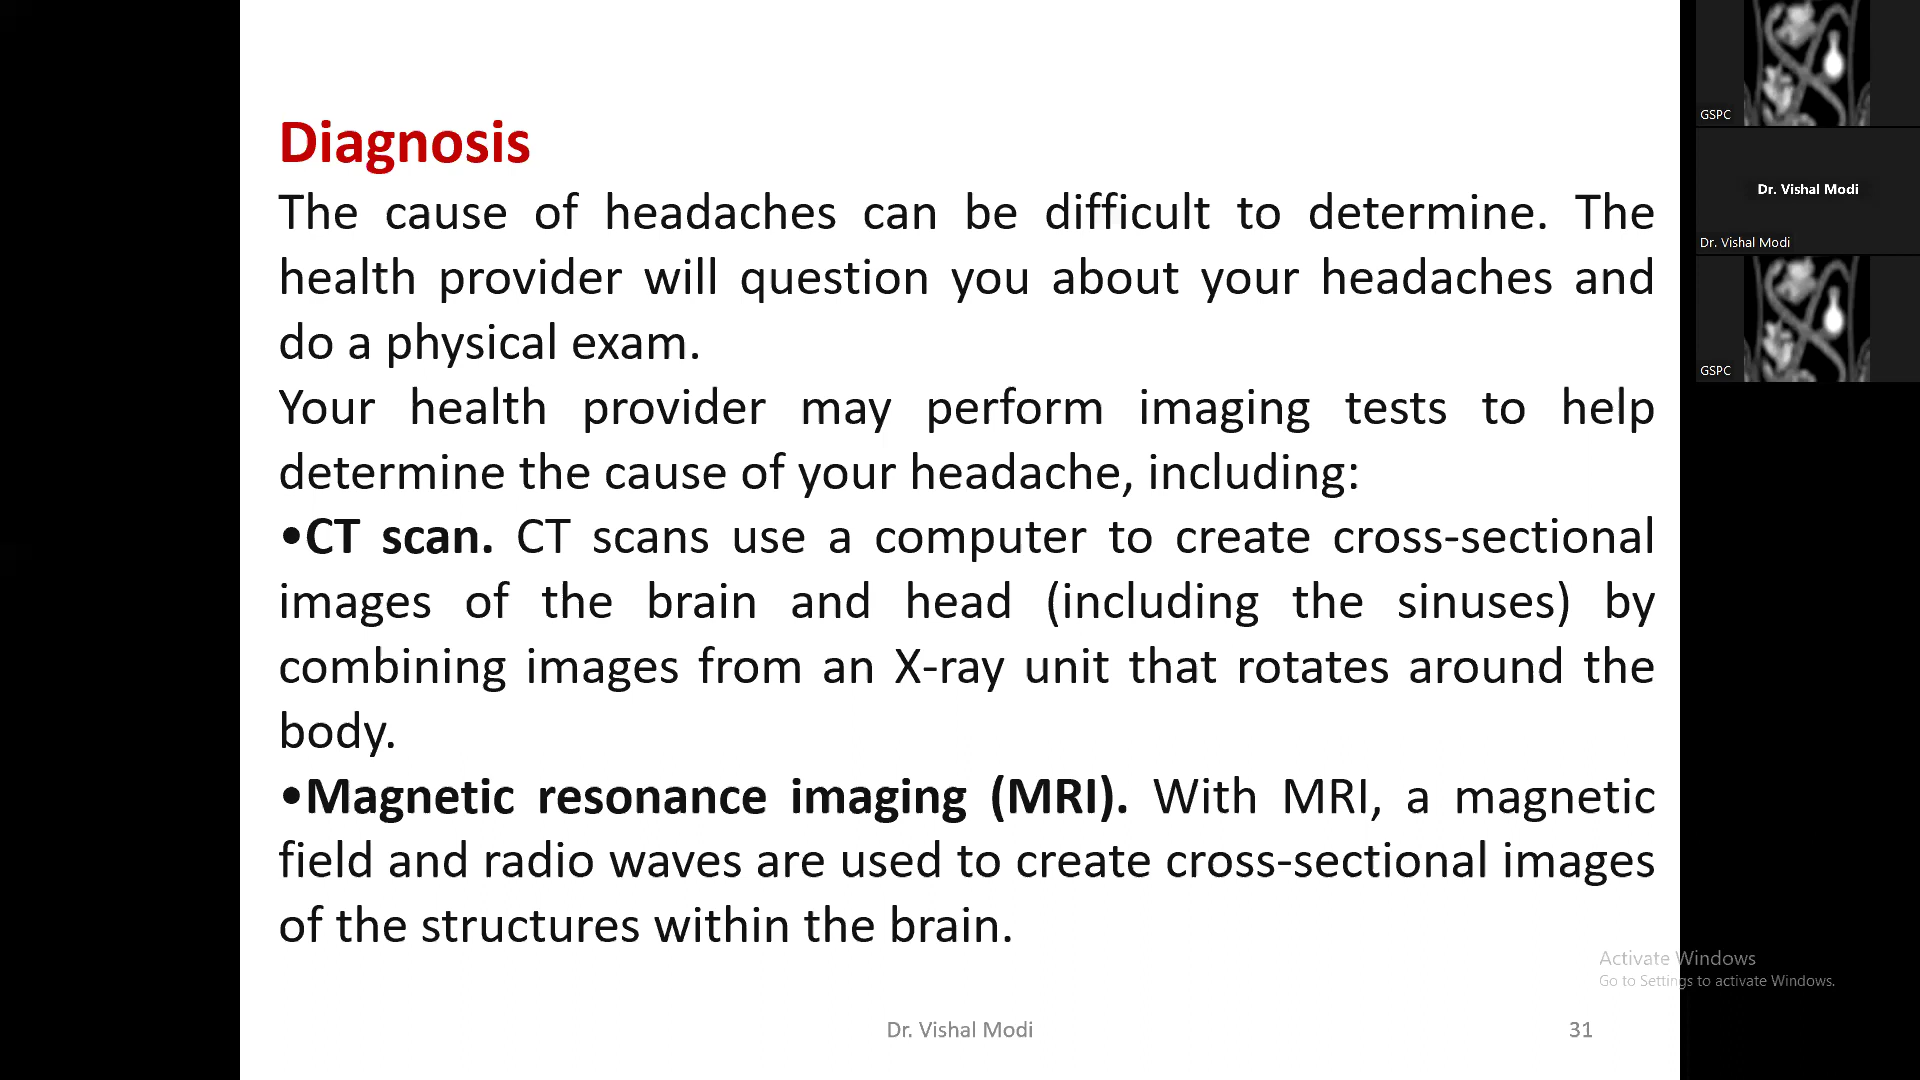 Diagnosis
The cause of headaches can be difficult to determine. The
health provider will question you about your headaches and
do a physical exam.
Your health provider may perform imaging tests to help
determine the cause of your headache, including:
•CT scan. CT scans use a computer to create cross-sectional
images of the brain and head (including the sinuses) by
combining images from an X-ray unit that rotates around the
body.
•Magnetic resonance imaging (MRI). With MRI, a magnetic
field and radio waves are used to create cross-sectional images
of the structures within the brain.
Dr. Vishal Modi
31
GSPC
Dr. Vishal Modi
Dr. Vishal Modi
GSPC
Activate Windows
Go to Settings to activate Windows.